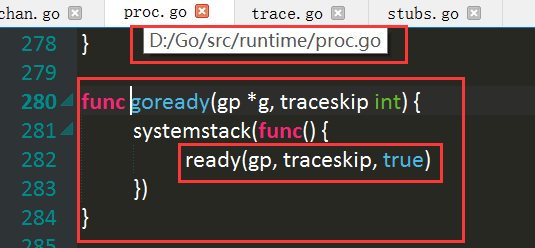 chan.go proc.go trace.go stubs.go
278 }
D:/Go/src/runtime/proc.go
279
280 func goready(gp *g, traceskip int) {
281 systemstack(func() {
282 ready(gp, traceskip, true)
283 })
284 }